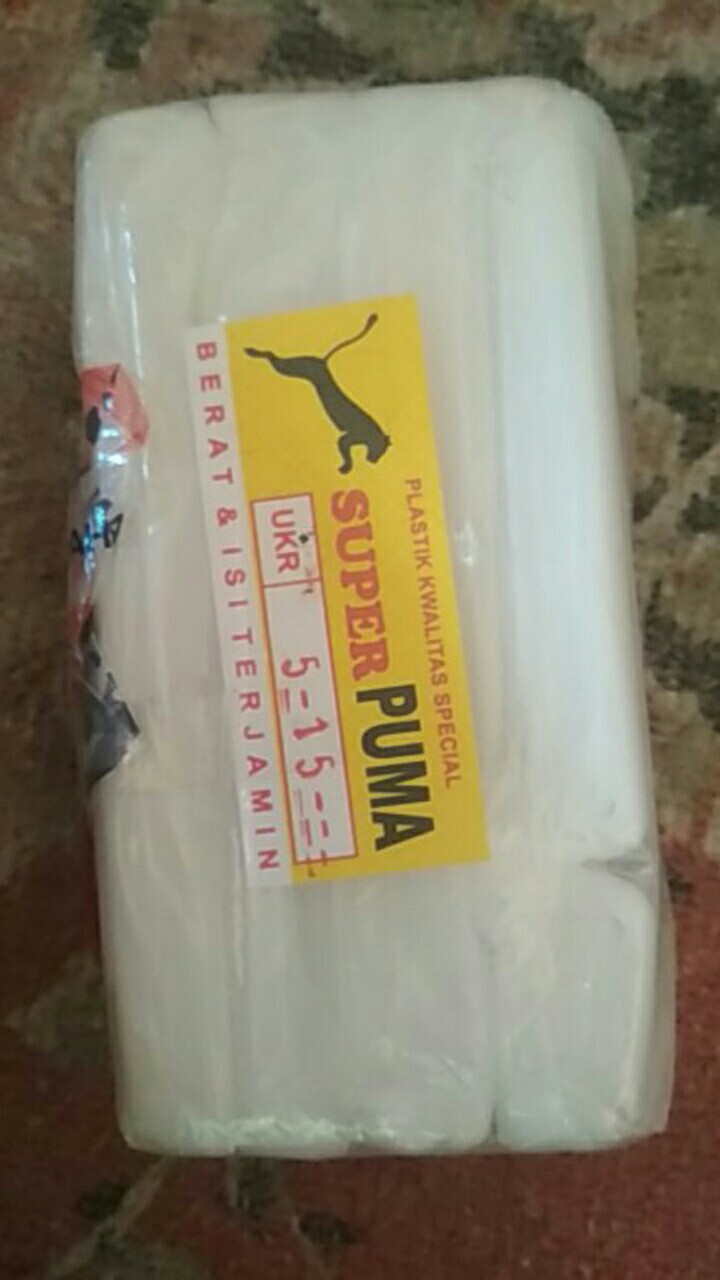 PLASTIK KWALITAS SPECIAL
SUPER PUMA
UKR 5-15--
BERAT & ISI TERJAMIN